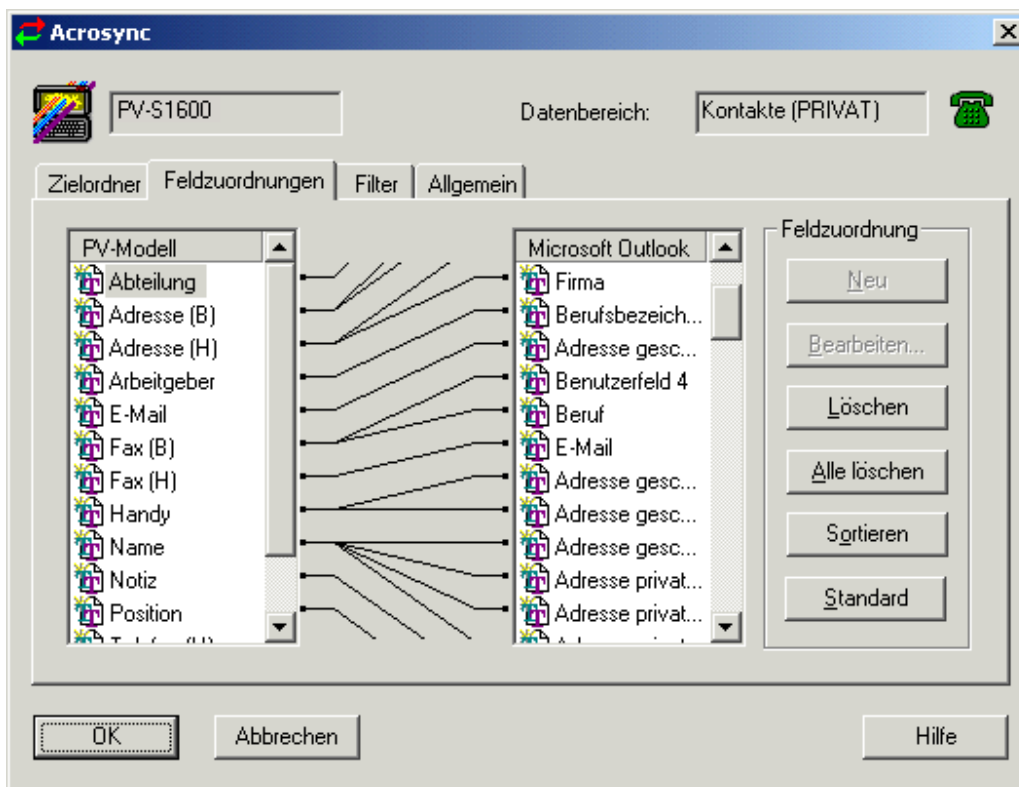 Acrosync
PV-S1600
Datenbereich:
Kontakte (PRIVAT)
Zielordner
Feldzuordnungen
Filter
Allgemein
PV-Modell
Abteilung
Adresse (B)
Adresse (H)
Arbeitgeber
E-Mail
Fax (B)
Fax (H)
Handy
Name
Notiz
Position
Microsoft Outlook
Firma
Berufsbezeich...
Adresse gesc...
Benutzerfeld 4
Beruf
E-Mail
Adresse gesc...
Adresse gesc...
Adresse gesc...
Adresse privat...
Adresse privat...
Feldzuordnung
Neu
Bearbeiten...
Löschen
Alle löschen
Sortieren
Standard
OK
Abbrechen
Hilfe